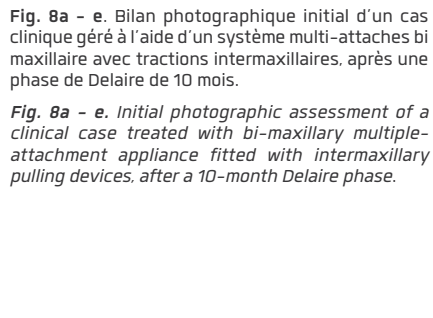 Fig. 8a - e. Bilan photographique initial d'un cas
clinique géré à l'aide d'un système multi-attaches bi
maxillaire avec tractions intermaxillaires, après une
phase de Delaire de 10 mois.
Fig. 8a - e. Initial photographic assessment of a
clinical case treated with bi-maxillary multiple-
attachment appliance fitted with intermaxillary
pulling devices, after a 10-month Delaire phase.